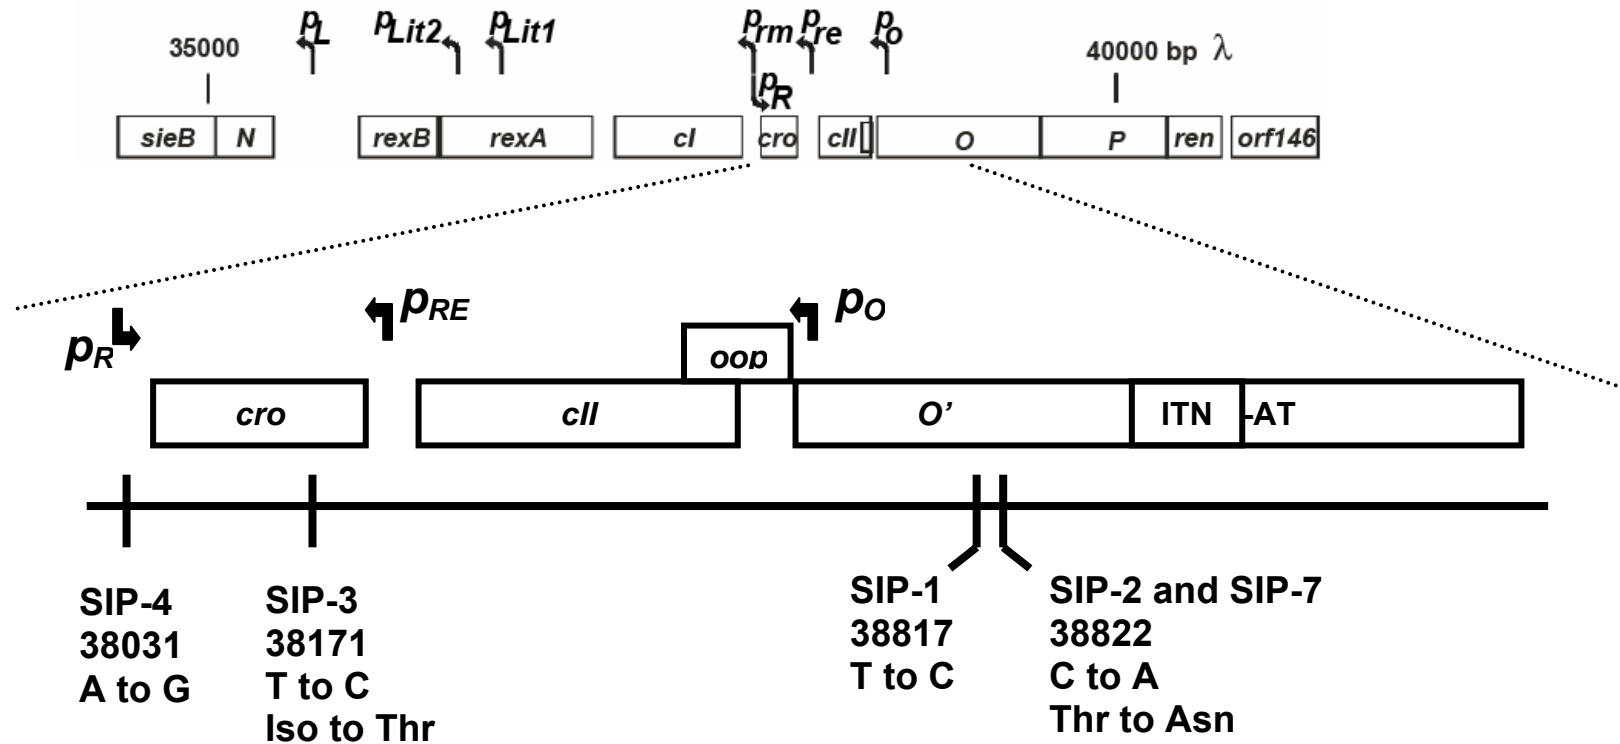 pL pLit2 pLit1 prm pre po
35000 40000 bp λ
pR
sieB N rexB rexA cI cro cII O P ren orf146
pR pRE pO
oop
cro cII O’ ITN -AT
SIP-4
38031
A to G
SIP-3
38171
T to C
Iso to Thr
SIP-1
38817
T to C
SIP-2 and SIP-7
38822
C to A
Thr to Asn